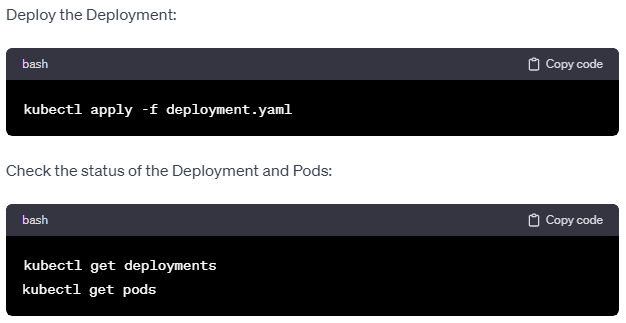 Deploy the Deployment:
bash
Copy code
kubectl apply -f deployment.yaml
Check the status of the Deployment and Pods:
bash
Copy code
kubectl get deployments
kubectl get pods